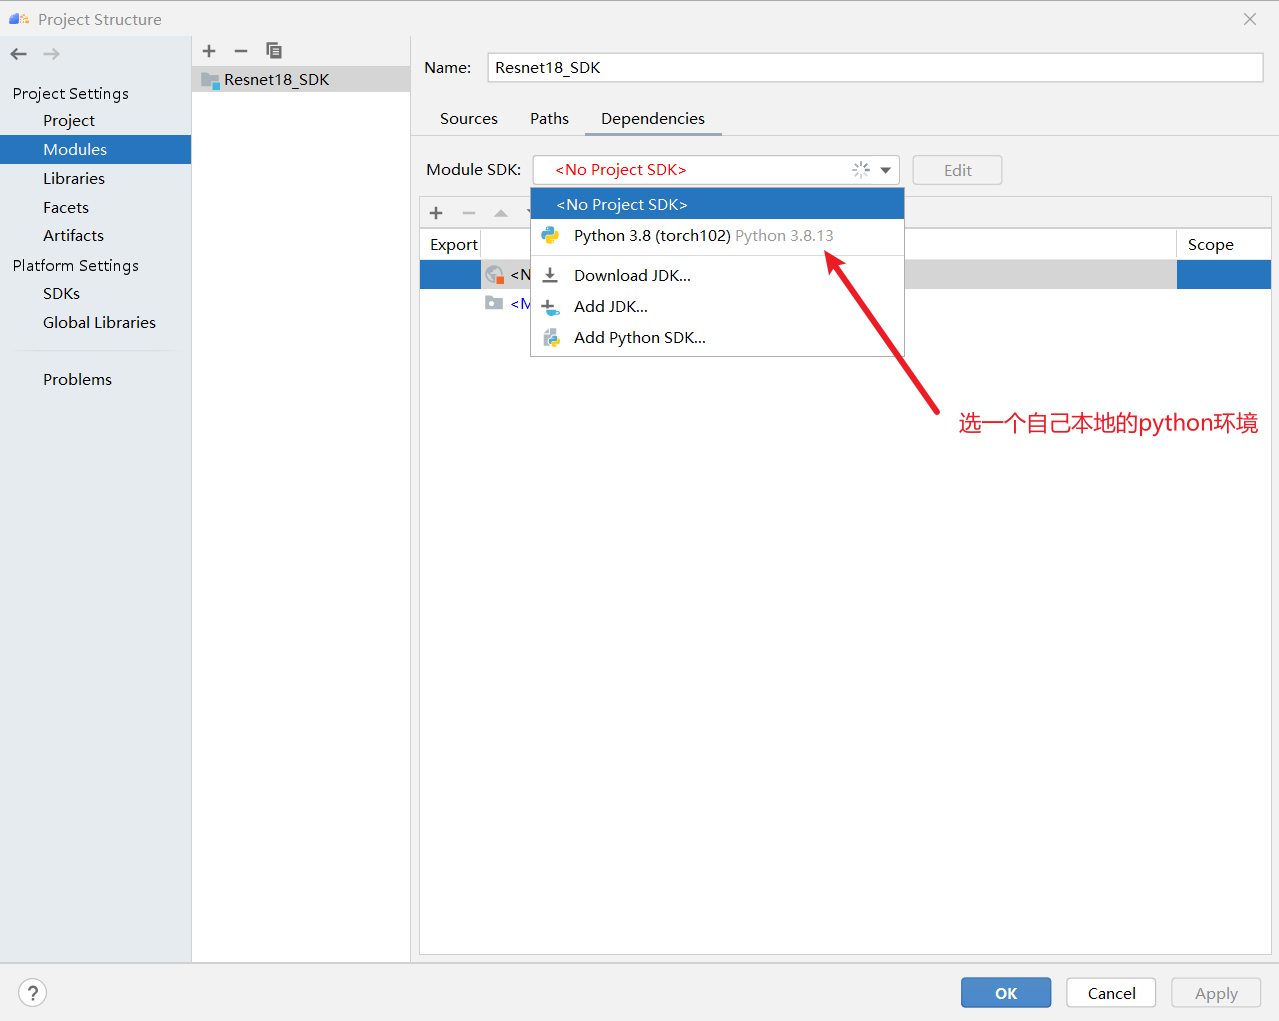 Project Structure
Project Settings
Project
Modules
Libraries
Facets
Artifacts
Platform Settings
SDKs
Global Libraries
Problems
Resnet18_SDK
Name: Resnet18_SDK
Sources Paths Dependencies
Module SDK: <No Project SDK> Edit
<No Project SDK>
Python 3.8 (torch102) Python 3.8.13
Export Scope
<N Download JDK...
<M Add JDK...
Add Python SDK...
选一个自己本地的python环境
? OK Cancel Apply